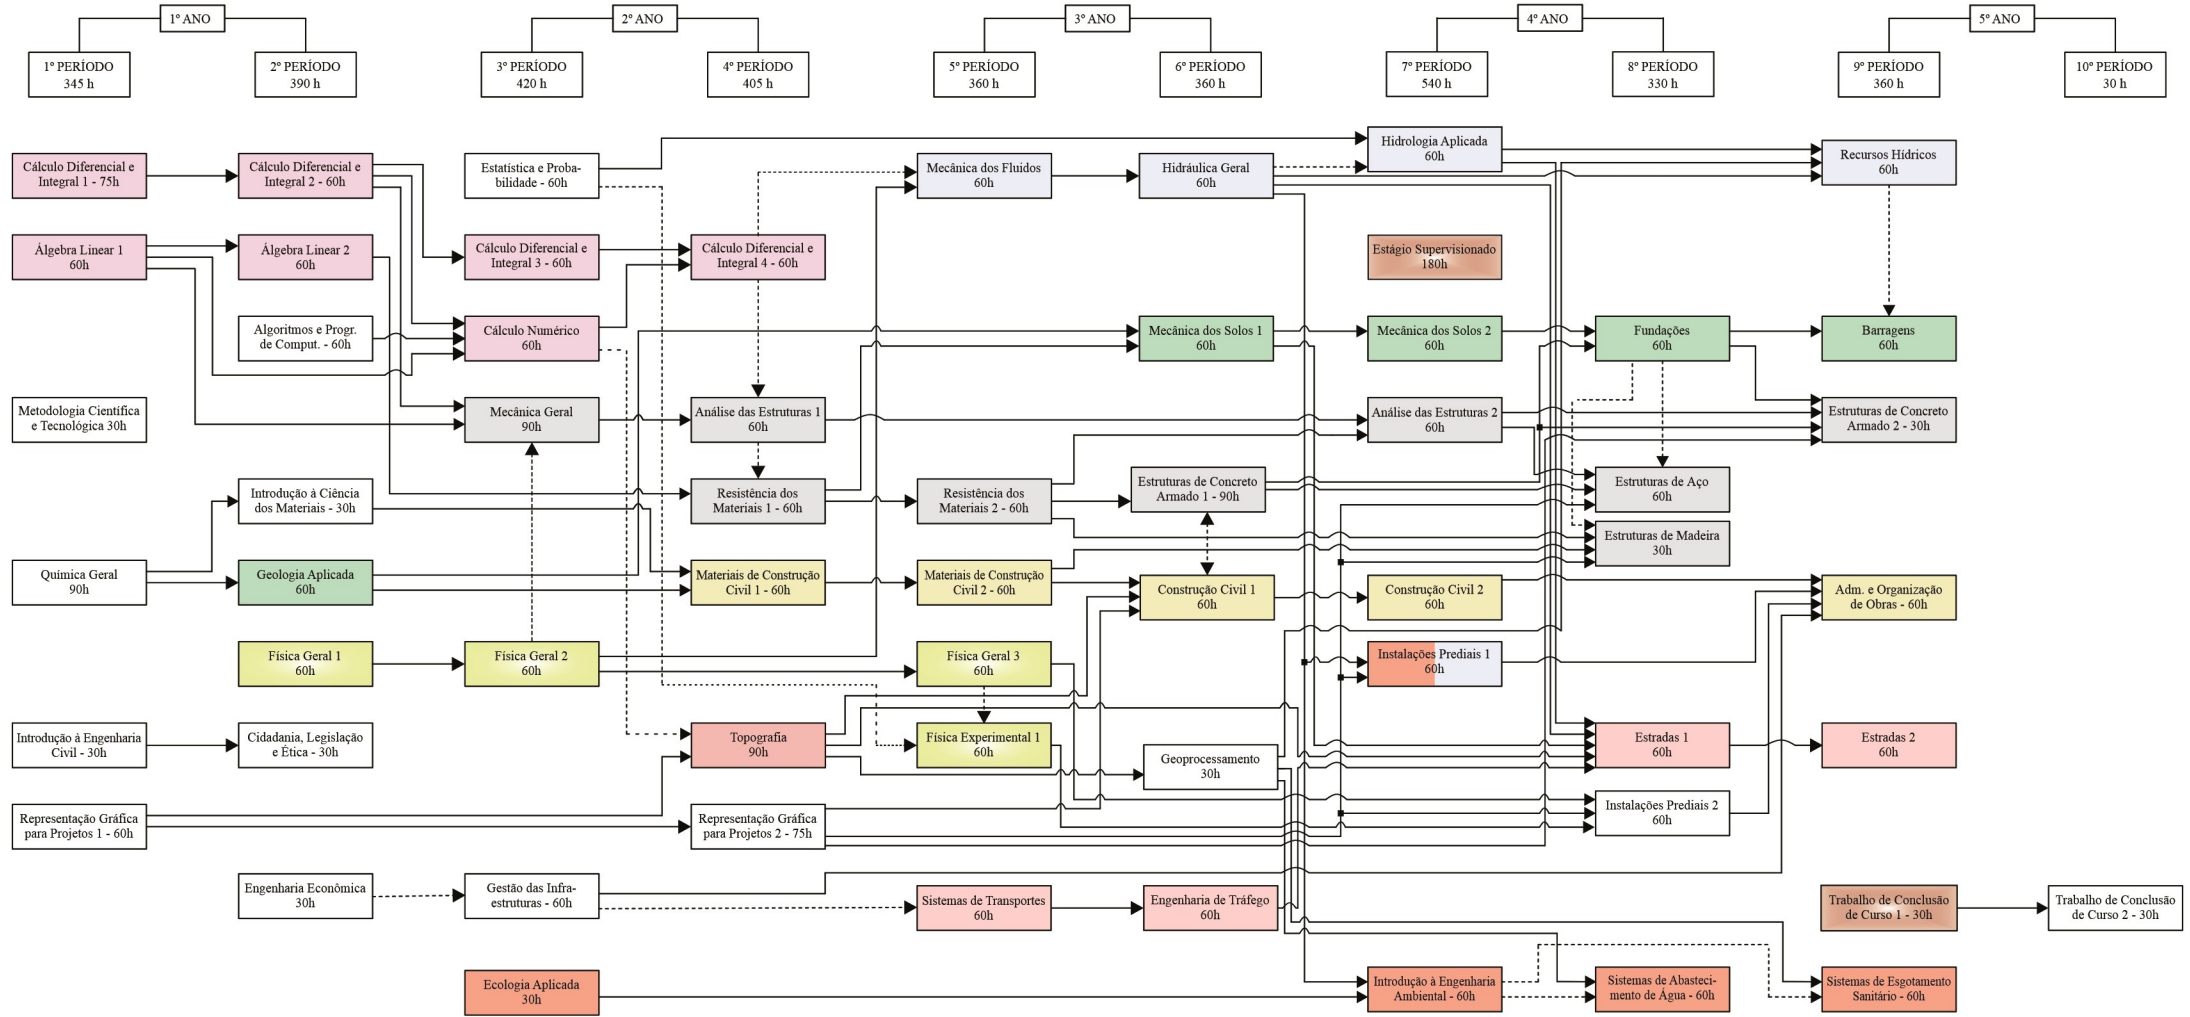 1º ANO
2º ANO
3º ANO
4º ANO
5º ANO
1º PERÍODO
345 h
2º PERÍODO
390 h
3º PERÍODO
420 h
4º PERÍODO
405 h
5º PERÍODO
360 h
6º PERÍODO
360 h
7º PERÍODO
540 h
8º PERÍODO
330 h
9º PERÍODO
360 h
10º PERÍODO
30 h
Cálculo Diferencial e
Integral 1 - 75h
Cálculo Diferencial e
Integral 2 - 60h
Estatística e Proba-
bilidade - 60h
Mecânica dos Fluidos
60h
Hidráulica Geral
60h
Hidrologia Aplicada
60h
Recursos Hídricos
60h
Álgebra Linear 1
60h
Álgebra Linear 2
60h
Cálculo Diferencial e
Integral 3 - 60h
Cálculo Diferencial e
Integral 4 - 60h
Estágio Supervisionado
180h
Algoritmos e Progr.
de Comput. - 60h
Cálculo Numérico
60h
Mecânica dos Solos 1
60h
Mecânica dos Solos 2
60h
Fundações
60h
Barragens
60h
Metodologia Científica
e Tecnológica 30h
Mecânica Geral
90h
Análise das Estruturas 1
60h
Análise das Estruturas 2
60h
Estruturas de Concreto
Armado 2 - 30h
Introdução à Ciência
dos Materiais - 30h
Resistência dos
Materiais 1 - 60h
Resistência dos
Materiais 2 - 60h
Estruturas de Concreto
Armado 1 - 90h
Estruturas de Aço
60h
Estruturas de Madeira
30h
Química Geral
90h
Geologia Aplicada
60h
Materiais de Construção
Civil 1 - 60h
Materiais de Construção
Civil 2 - 60h
Construção Civil 1
60h
Construção Civil 2
60h
Adm. e Organização
de Obras - 60h
Física Geral 1
60h
Física Geral 2
60h
Física Geral 3
60h
Instalações Prediais 1
60h
Introdução à Engenharia
Civil - 30h
Cidadania, Legislação
e Ética - 30h
Topografia
90h
Física Experimental 1
60h
Geoprocessamento
30h
Estradas 1
60h
Estradas 2
60h
Representação Gráfica
para Projetos 1 - 60h
Representação Gráfica
para Projetos 2 - 75h
Instalações Prediais 2
60h
Engenharia Econômica
30h
Gestão das Infra-
estruturas - 60h
Sistemas de Transportes
60h
Engenharia de Tráfego
60h
Trabalho de Conclusão
de Curso 1 - 30h
Trabalho de Conclusão
de Curso 2 - 30h
Ecologia Aplicada
30h
Introdução à Engenharia
Ambiental - 60h
Sistemas de Abasteci-
mento de Água - 60h
Sistemas de Esgotamento
Sanitário - 60h